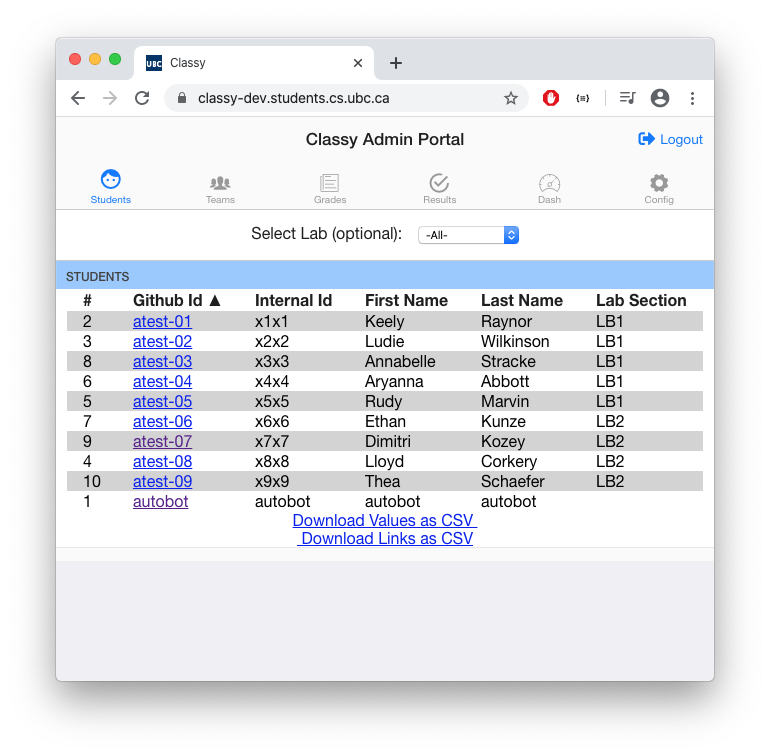 UBC Classy
classy-dev.students.cs.ubc.ca
Classy Admin Portal
Logout
Students Teams Grades Results Dash Config
Select Lab (optional): -All-
STUDENTS
# Github Id ▲ Internal Id First Name Last Name Lab Section
2 atest-01 x1x1 Keely Raynor LB1
3 atest-02 x2x2 Ludie Wilkinson LB1
8 atest-03 x3x3 Annabelle Stracke LB1
6 atest-04 x4x4 Aryanna Abbott LB1
5 atest-05 x5x5 Rudy Marvin LB1
7 atest-06 x6x6 Ethan Kunze LB2
9 atest-07 x7x7 Dimitri Kozey LB2
4 atest-08 x8x8 Lloyd Corkery LB2
10 atest-09 x9x9 Thea Schaefer LB2
1 autobot autobot autobot autobot
Download Values as CSV
Download Links as CSV